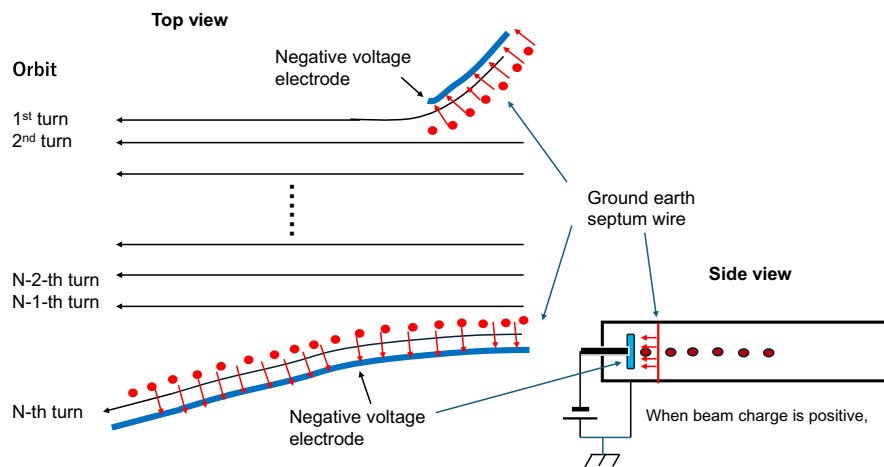 Top view
Negative voltage
electrode
Orbit
1st turn
2nd turn
Ground earth
septum wire
N-2-th turn
N-1-th turn
Side view
N-th turn
Negative voltage
electrode
When beam charge is positive,